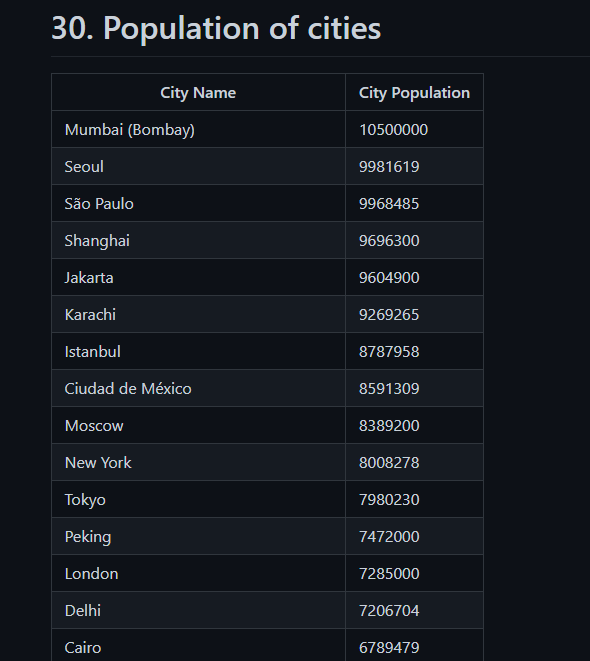 30. Population of cities
City Name City Population
Mumbai (Bombay) 10500000
Seoul 9981619
São Paulo 9968485
Shanghai 9696300
Jakarta 9604900
Karachi 9269265
Istanbul 8787958
Ciudad de México 8591309
Moscow 8389200
New York 8008278
Tokyo 7980230
Peking 7472000
London 7285000
Delhi 7206704
Cairo 6789479